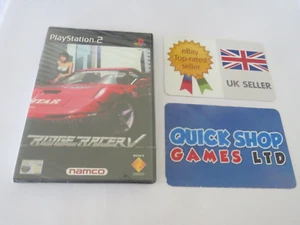 PlayStation 2
RIDGE RACER V
namco
eBay
Top-rated
seller
UK SELLER
QUICK SHOP
GAMES LTD